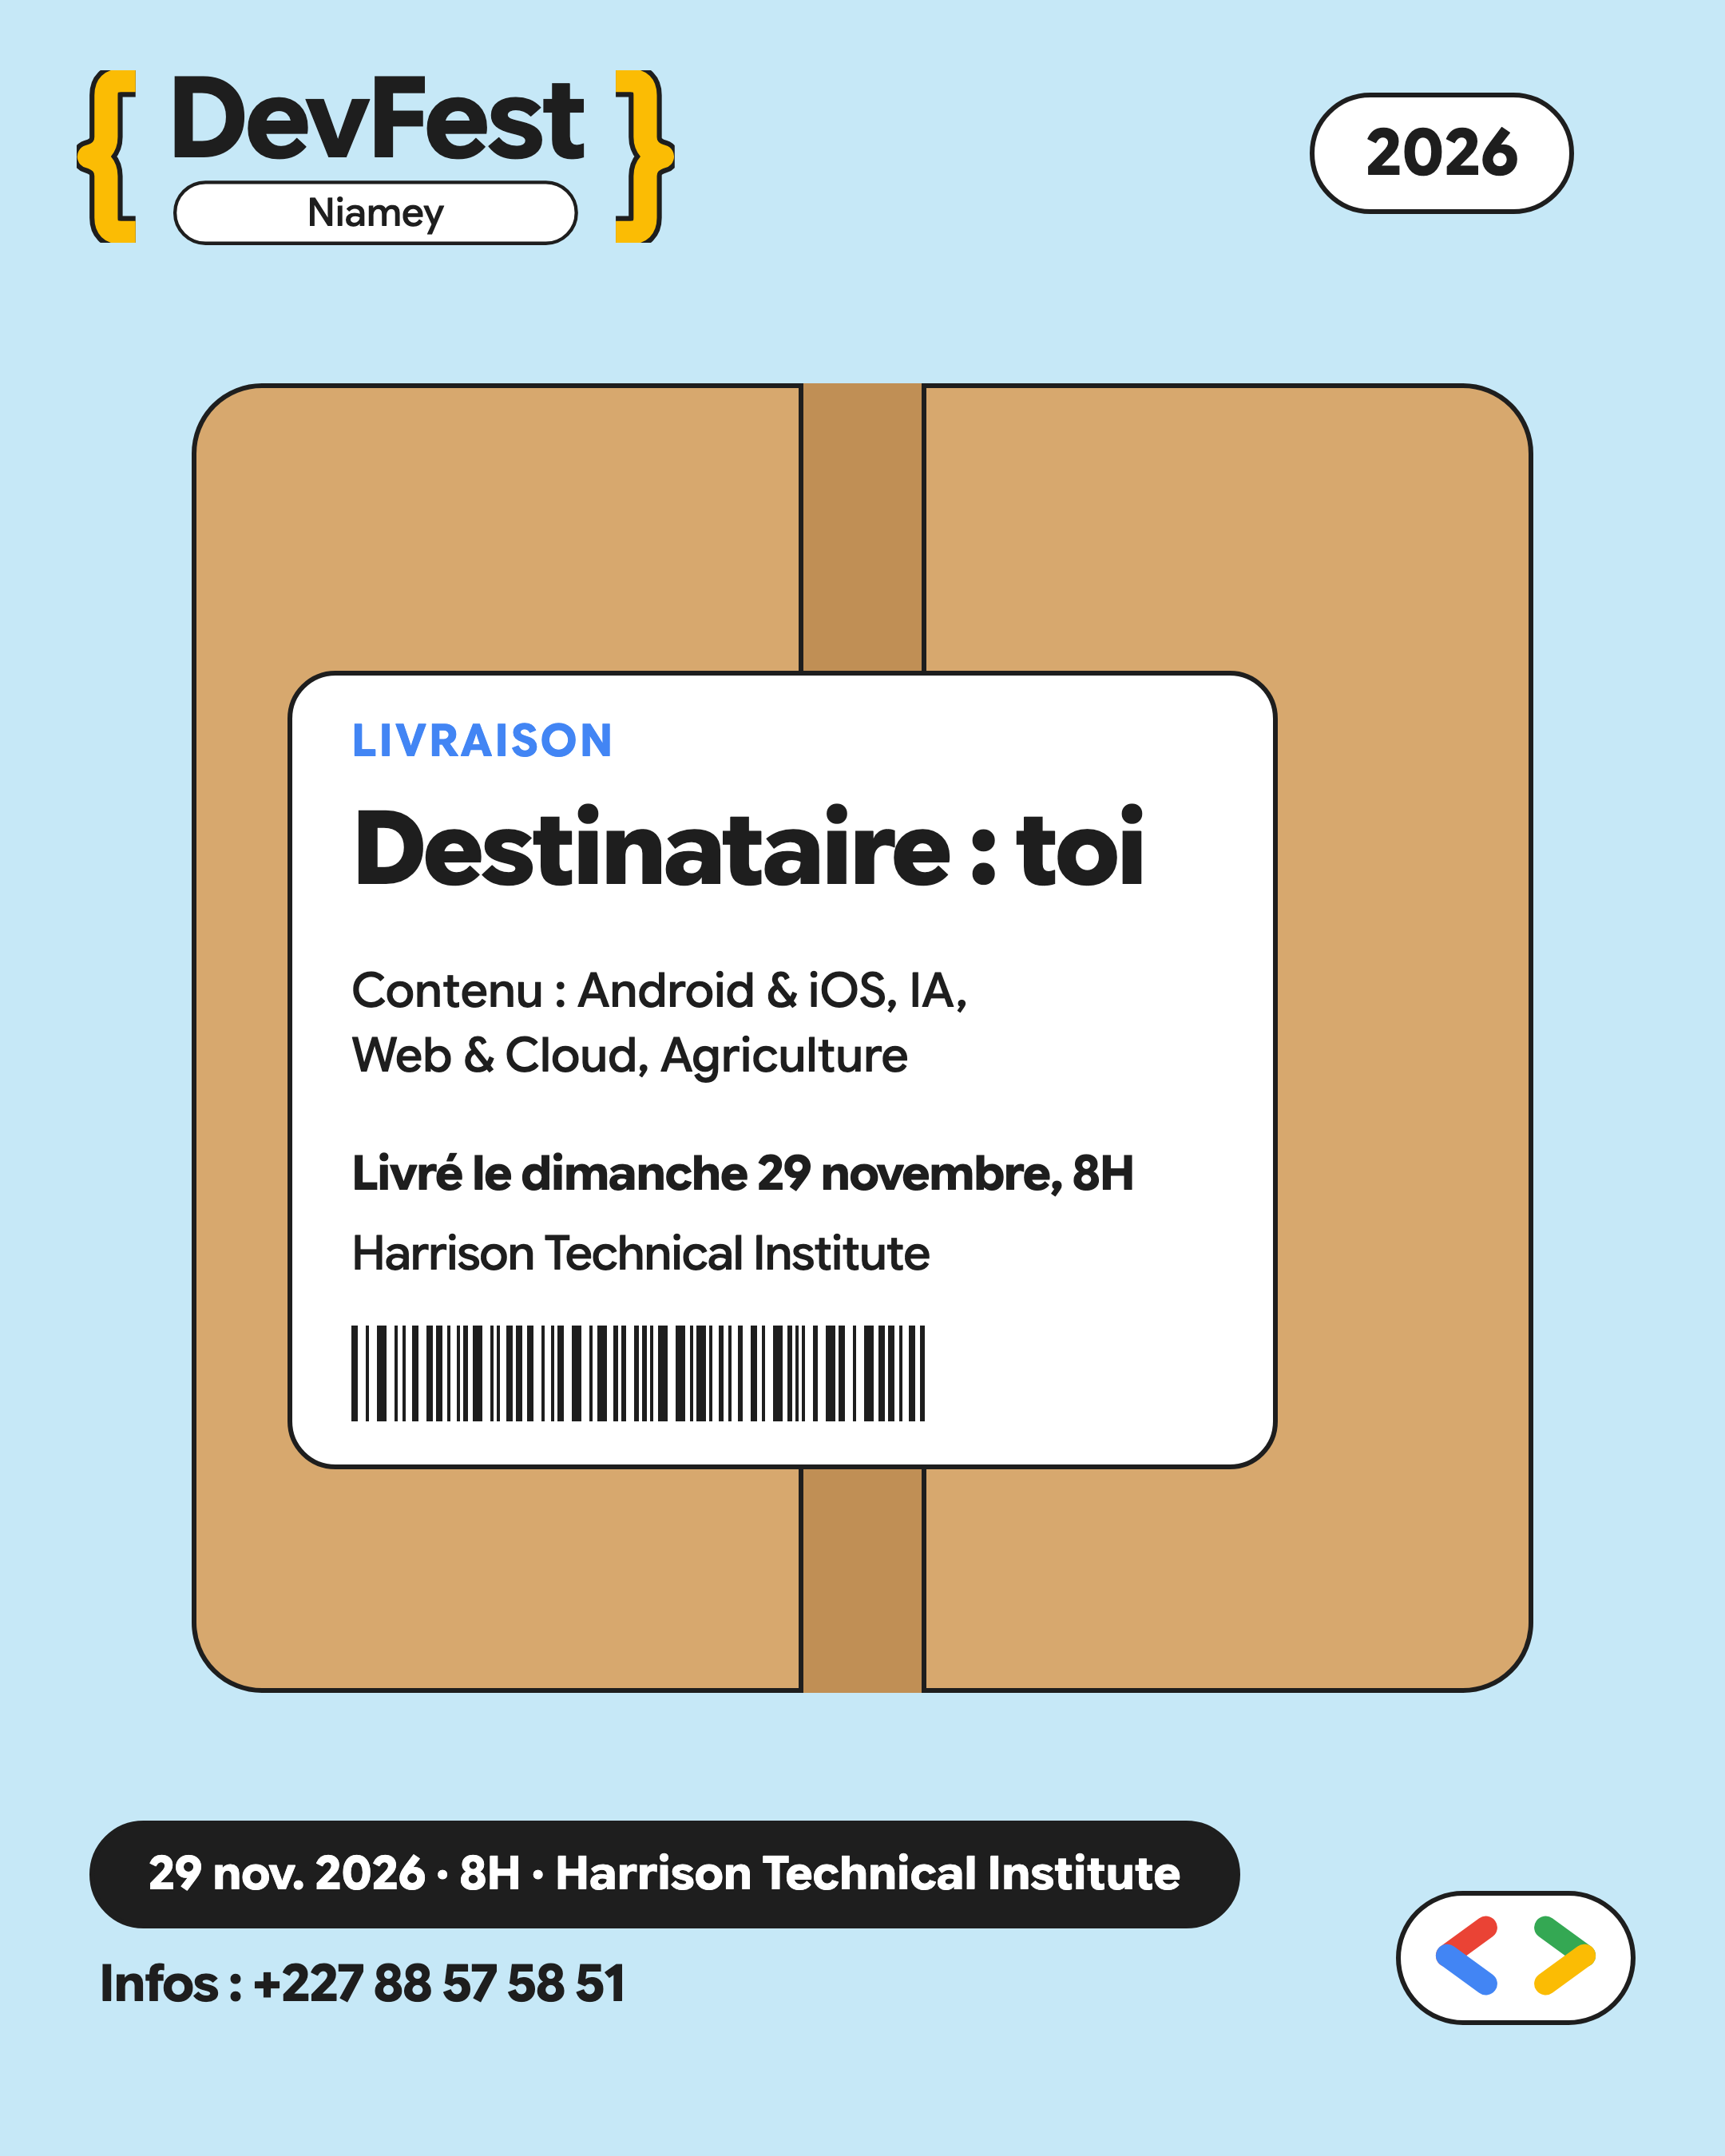 DevFest
Niamey
2026
LIVRAISON
Destinataire : toi
Contenu : Android & iOS, IA,
Web & Cloud, Agriculture
Livré le dimanche 29 novembre, 8H
Harrison Technical Institute
29 nov. 2026 · 8H · Harrison Technical Institute
Infos : +227 88 57 58 51